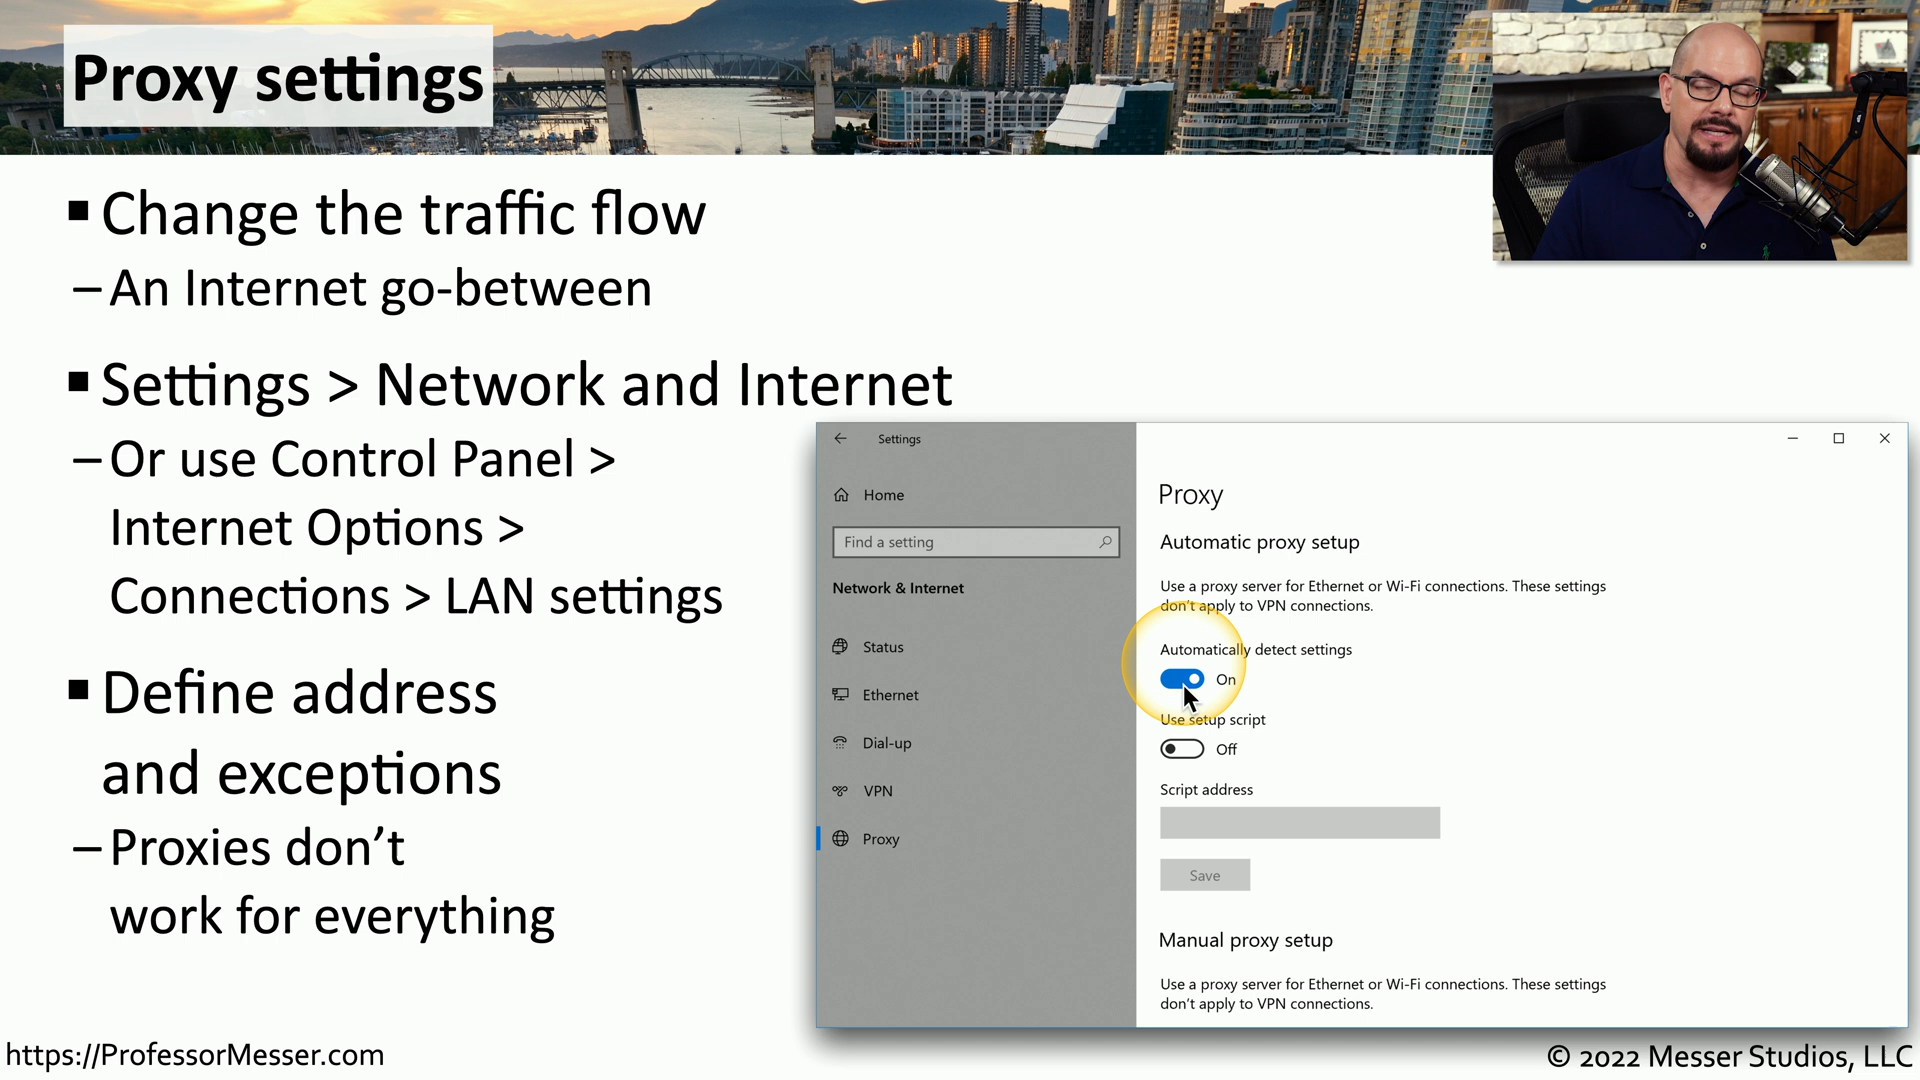 Proxy settings
▪ Change the traffic flow
– An Internet go-between
▪ Settings > Network and Internet
– Or use Control Panel >
Internet Options >
Connections > LAN settings
▪ Define address
and exceptions
– Proxies don’t
work for everything
Settings
Home
Find a setting
Network & Internet
Status
Ethernet
Dial-up
VPN
Proxy
Proxy
Automatic proxy setup
Use a proxy server for Ethernet or Wi-Fi connections. These settings
don't apply to VPN connections.
Automatically detect settings
On
Use setup script
Off
Script address
Save
Manual proxy setup
Use a proxy server for Ethernet or Wi-Fi connections. These settings
don't apply to VPN connections.
https://ProfessorMesser.com
© 2022 Messer Studios, LLC